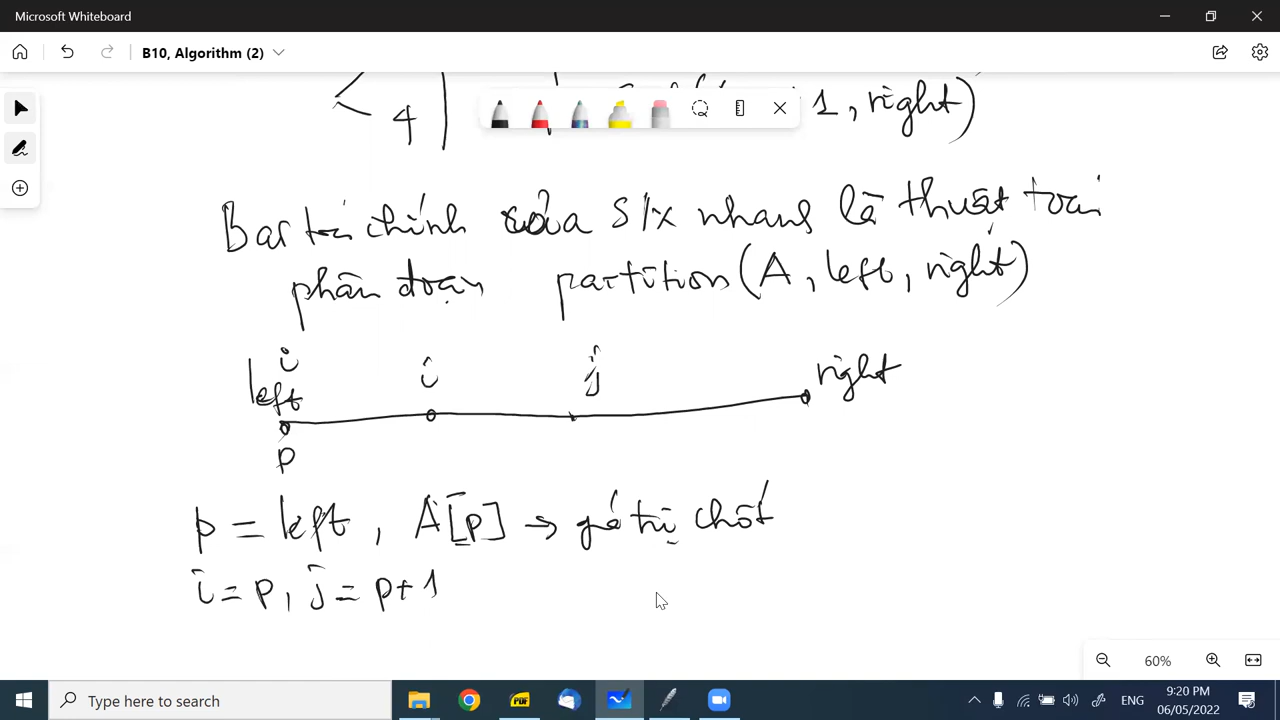 Microsoft Whiteboard
B10, Algorithm (2)
1, right)
4
Bài toán chính của s/x nhanh là thuật toán
phân đoạn partition(A, left, right)
i
left
i
j
right
p
p = left, A[p] → giá trị chốt
i = p, j = p+1
60%
Type here to search
PDF
ENG
9:20 PM
06/05/2022